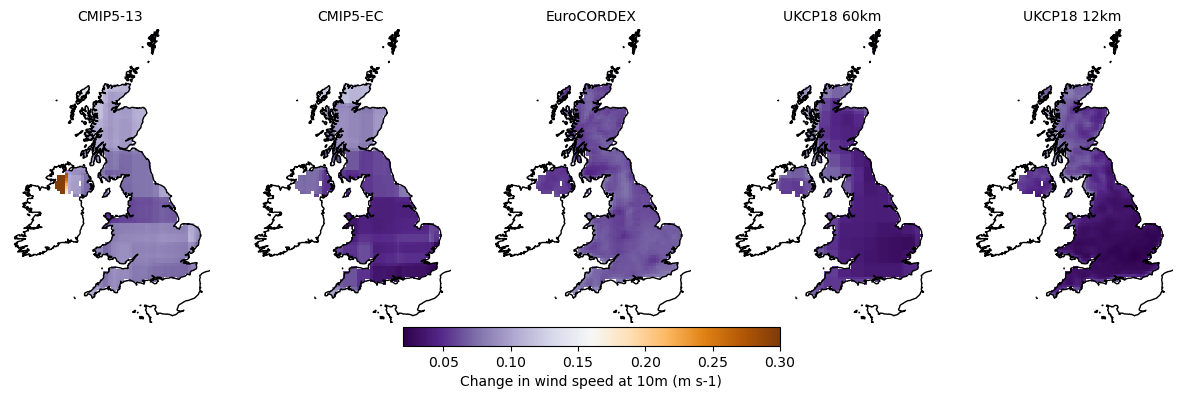 CMIP5-13
CMIP5-EC
EuroCORDEX
UKCP18 60km
UKCP18 12km
0.05
0.10
0.15
0.20
0.25
0.30
Change in wind speed at 10m (m s-1)